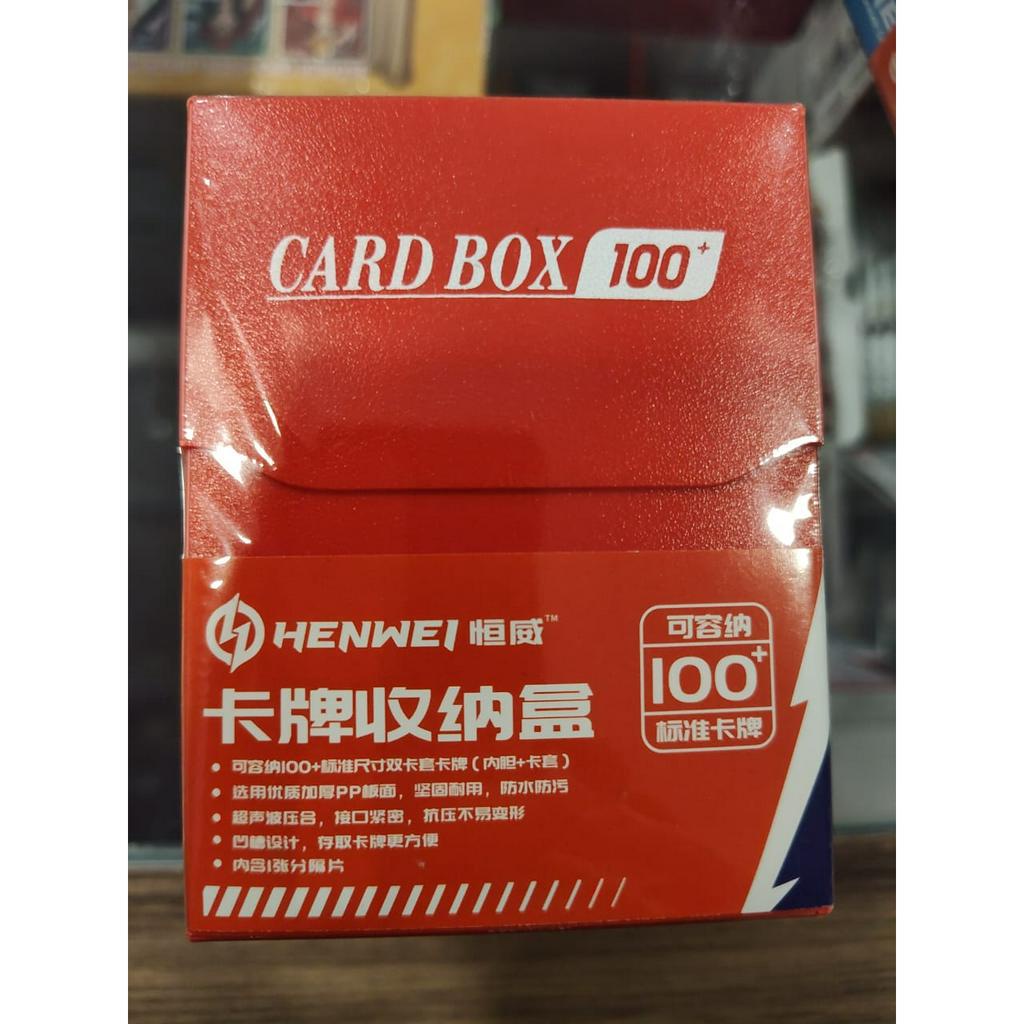 CARD BOX 100+
HENWEI 恒威™
卡牌收纳盒
可容纳
100+
标准卡牌
• 可容纳100+标准尺寸双卡套卡牌（内胆+卡套）
• 选用优质加厚PP板面，坚固耐用，防水防污
• 超声波压合，接口紧密，抗压不易变形
• 凹槽设计，存取卡牌更方便
• 内含1张分隔片